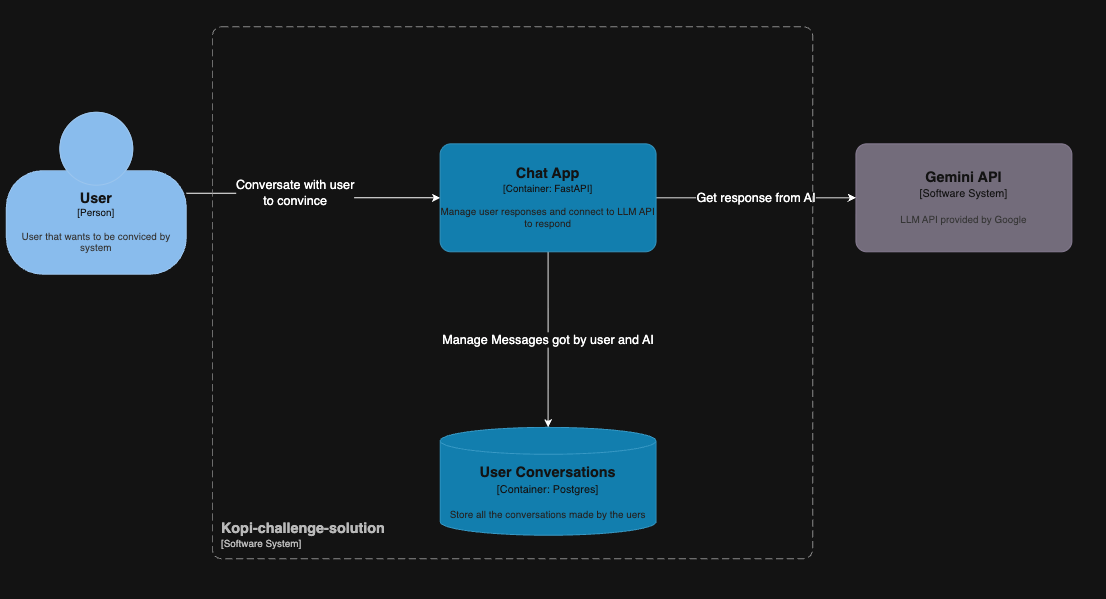 User
[Person]
User that wants to be conviced by
system
Conversate with user
to convince
Chat App
[Container: FastAPI]
Manage user responses and connect to LLM API
to respond
Get response from AI
Gemini API
[Software System]
LLM API provided by Google
Manage Messages got by user and AI
User Conversations
[Container: Postgres]
Store all the conversations made by the uers
Kopi-challenge-solution
[Software System]